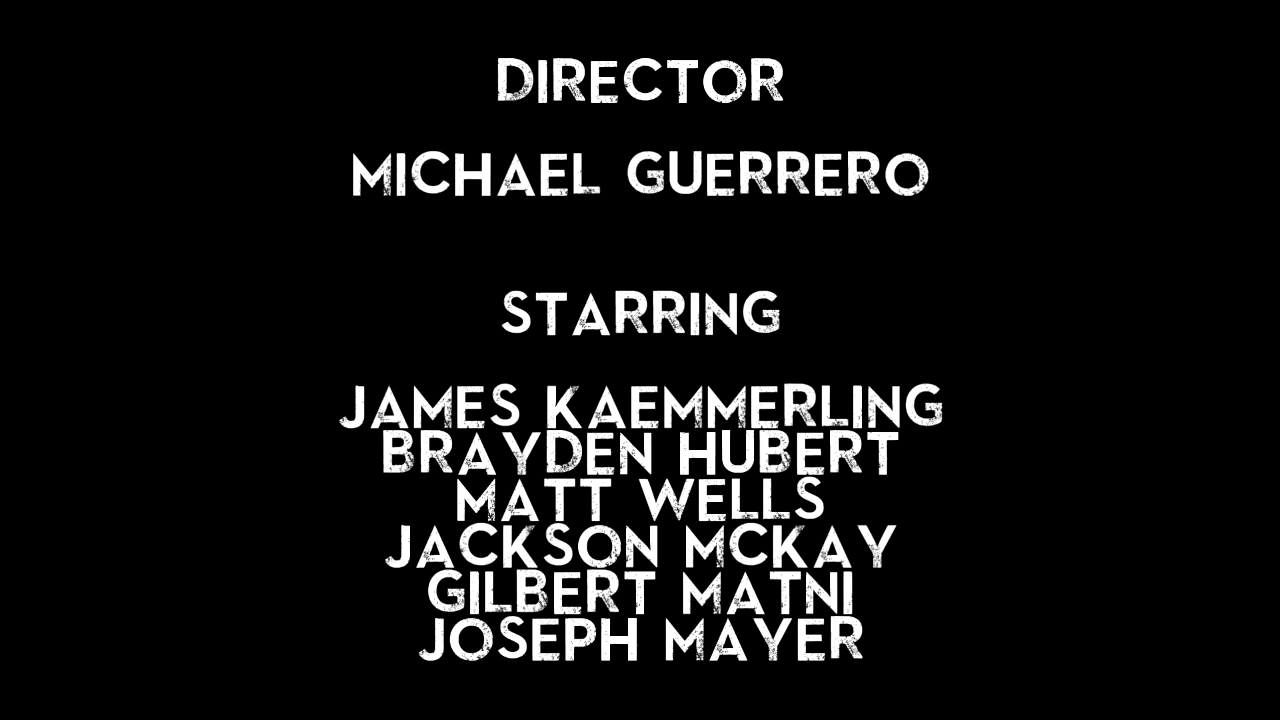 DIRECTOR
MICHAEL GUERRERO
STARRING
JAMES KAEMMERLING
BRAYDEN HUBERT
MATT WELLS
JACKSON MCKAY
GILBERT MATNI
JOSEPH MAYER